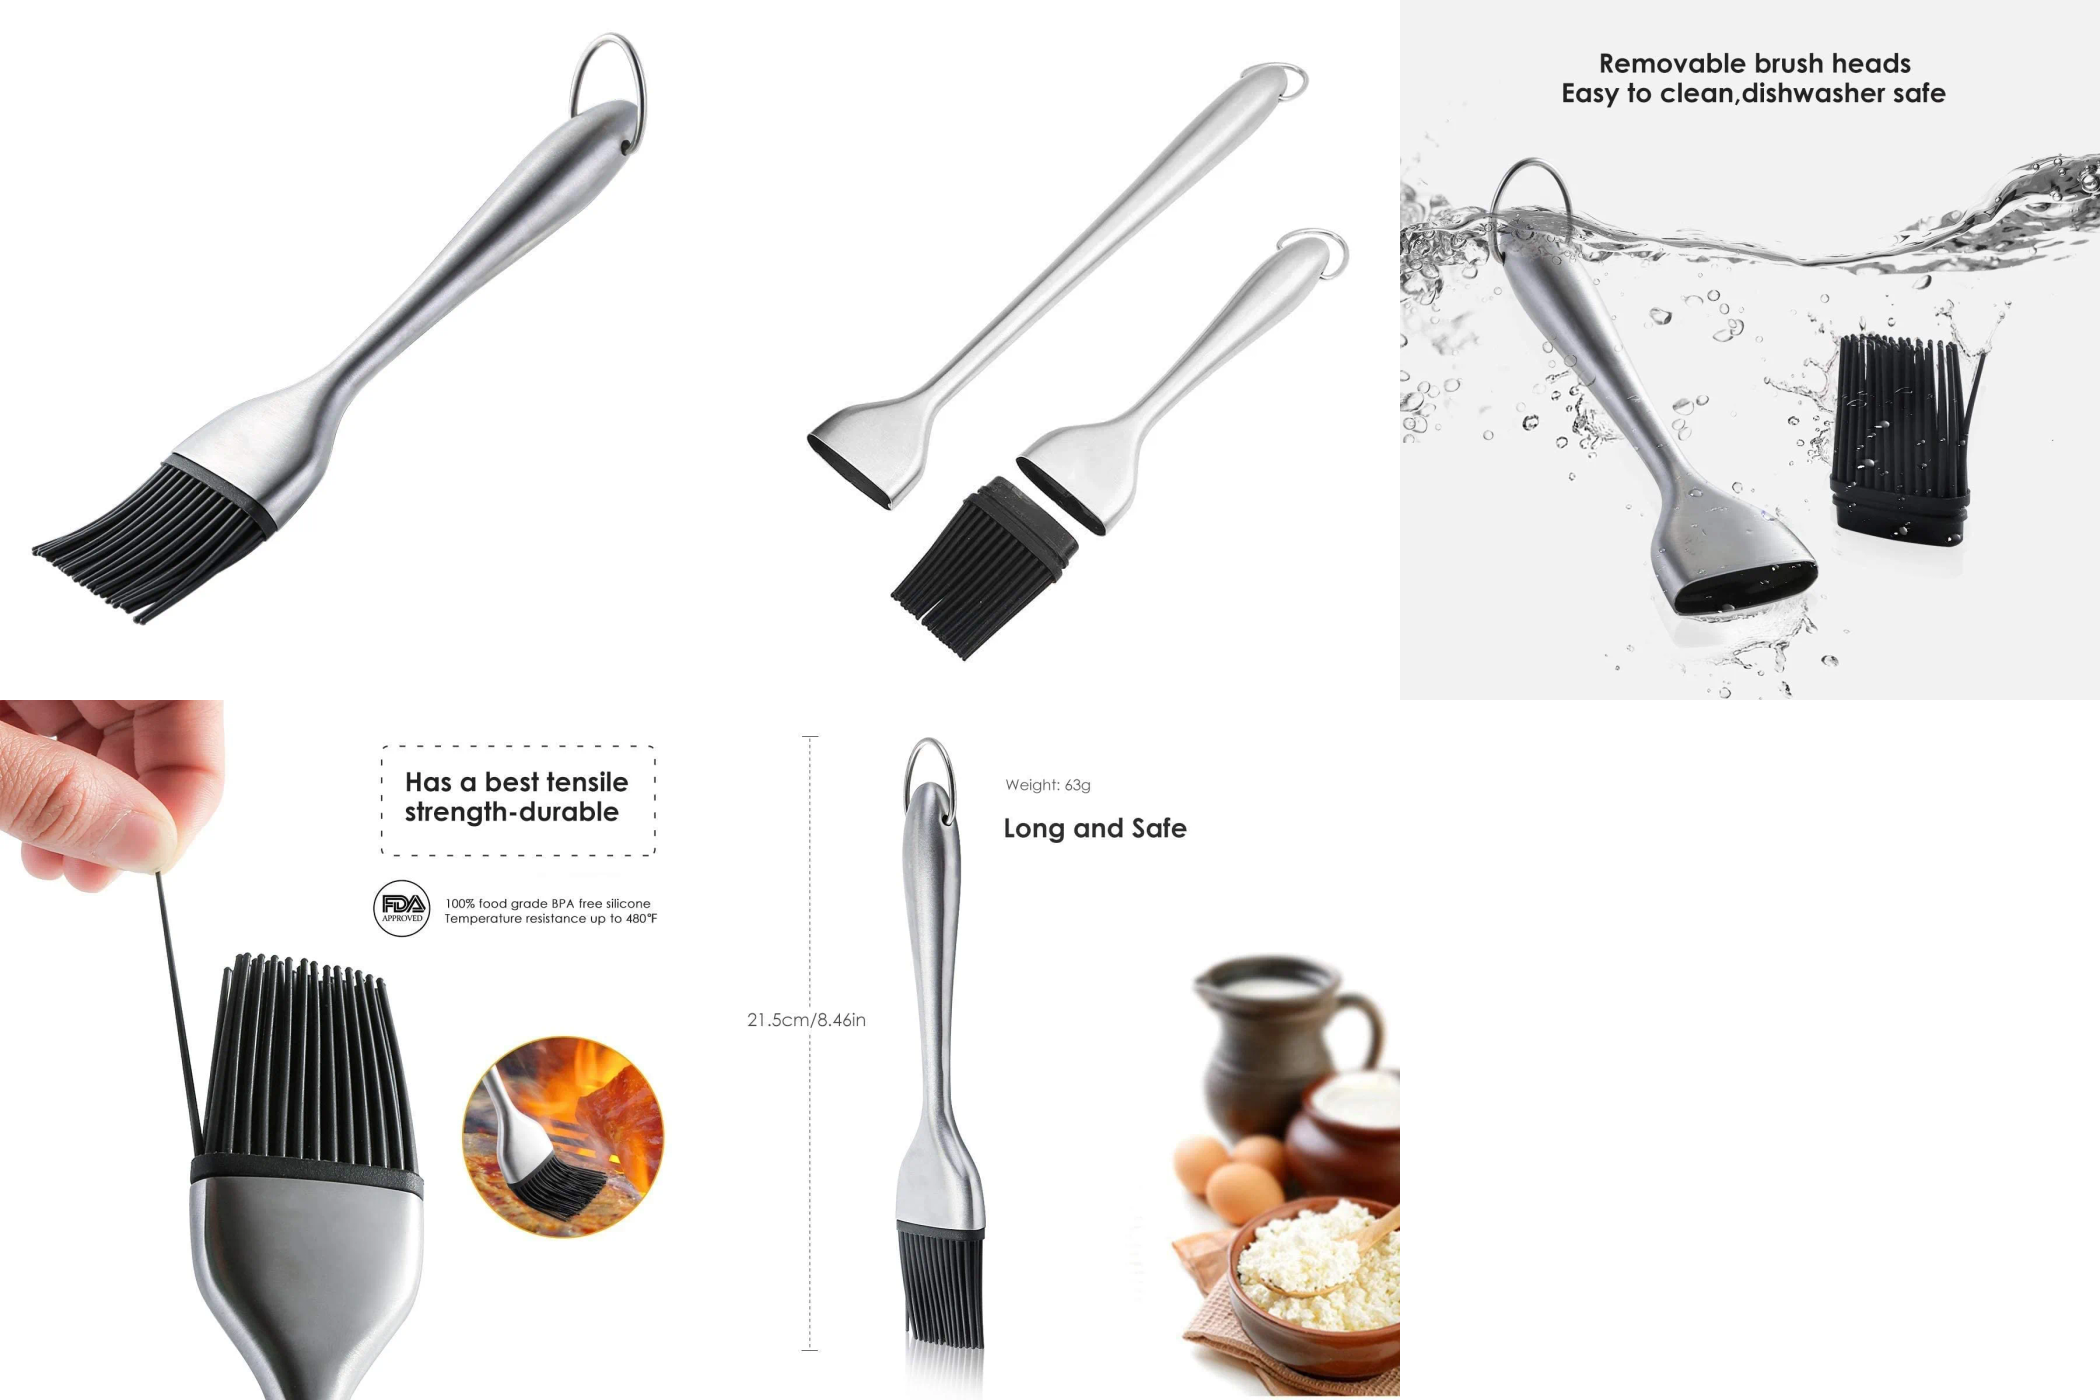 Removable brush heads
Easy to clean,dishwasher safe
Has a best tensile
strength-durable
FDA
APPROVED
100% food grade BPA free silicone
Temperature resistance up to 480°F
Weight: 63g
Long and Safe
21.5cm/8.46in